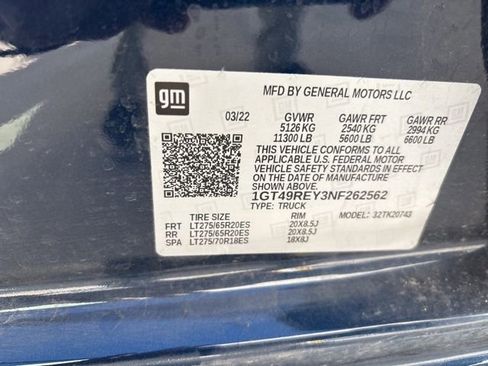 gm
MFD BY GENERAL MOTORS LLC
03/22 GVWR GAWR FRT GAWR RR
5126 KG 2540 KG 2994 KG
11300 LB 5600 LB 6600 LB
THIS VEHICLE CONFORMS TO ALL
APPLICABLE U.S. FEDERAL MOTOR
VEHICLE SAFETY STANDARDS IN EFFECT
ON THE DATE OF MANUFACTURE SHOWN ABOVE.
1GT49REY3NF262562
TYPE: TRUCK MODEL: 32TK20743
TIRE SIZE RIM
FRT LT275/65R20ES 20X8.5J
RR LT275/65R20ES 20X8.5J
SPA LT275/70R18ES 18X8J